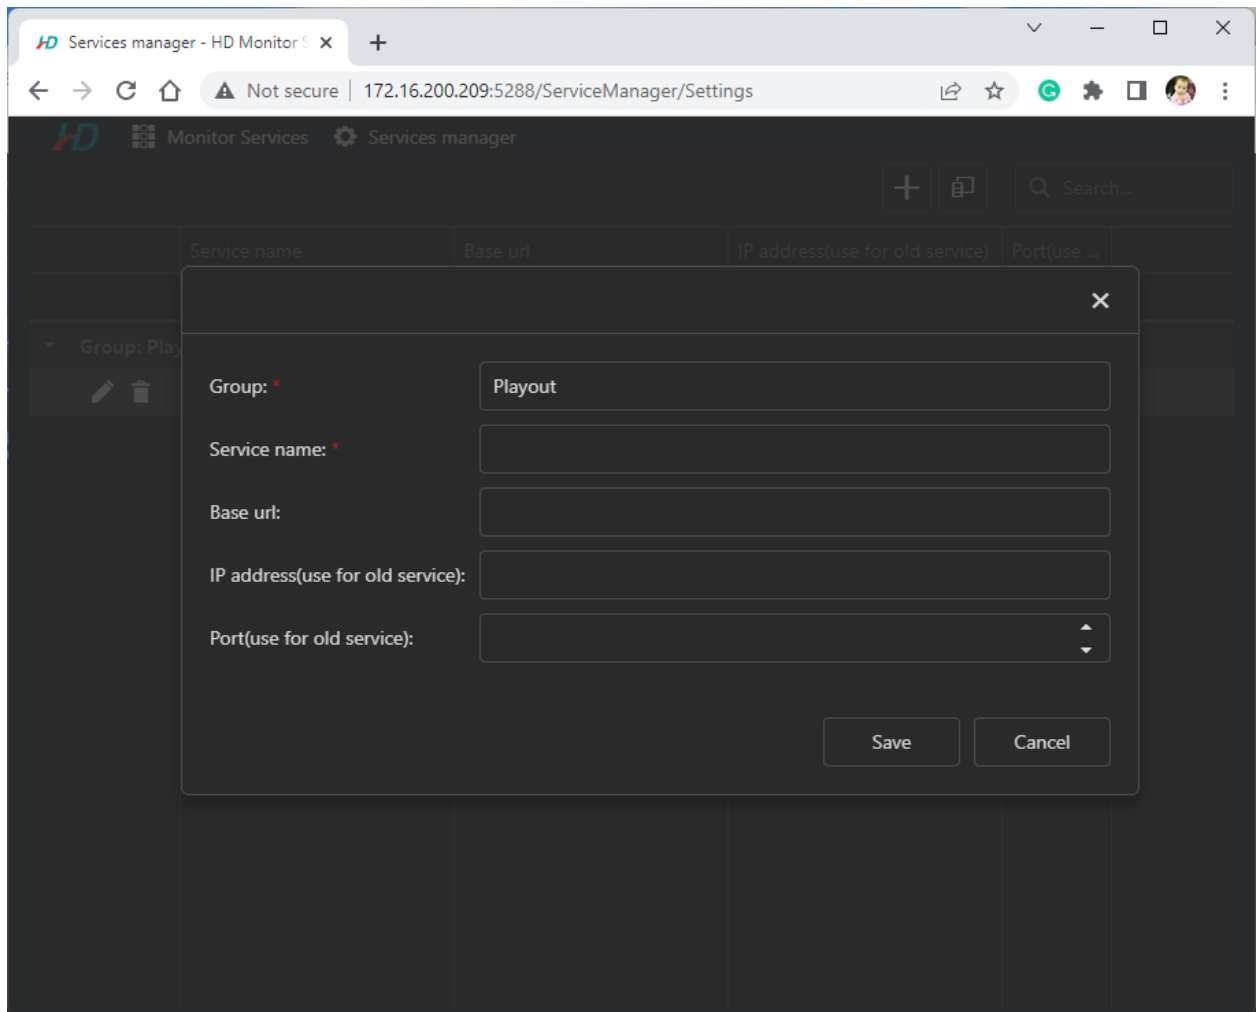 HD Services manager - HD Monitor S
Not secure 172.16.200.209:5288/ServiceManager/Settings
HD Monitor Services Services manager
Search...
Service name Base url IP address(use for old service) Port(use ...
Group: Play
Group: * Playout
Service name: *
Base url:
IP address(use for old service):
Port(use for old service):
Save Cancel